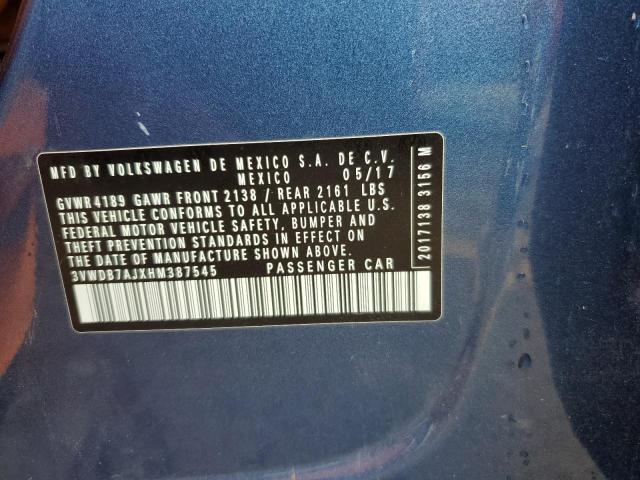 MFD BY VOLKSWAGEN DE MEXICO S.A. DE C.V.
MEXICO 05/17
GVWR4189 GAWR FRONT 2138 / REAR 2161 LBS
THIS VEHICLE CONFORMS TO ALL APPLICABLE U.S.
FEDERAL MOTOR VEHICLE SAFETY, BUMPER AND
THEFT PREVENTION STANDARDS IN EFFECT ON
THE DATE OF MANUFACTURE SHOWN ABOVE.
3VWDB7AJXHM387545 PASSENGER CAR
2017138 3156 M